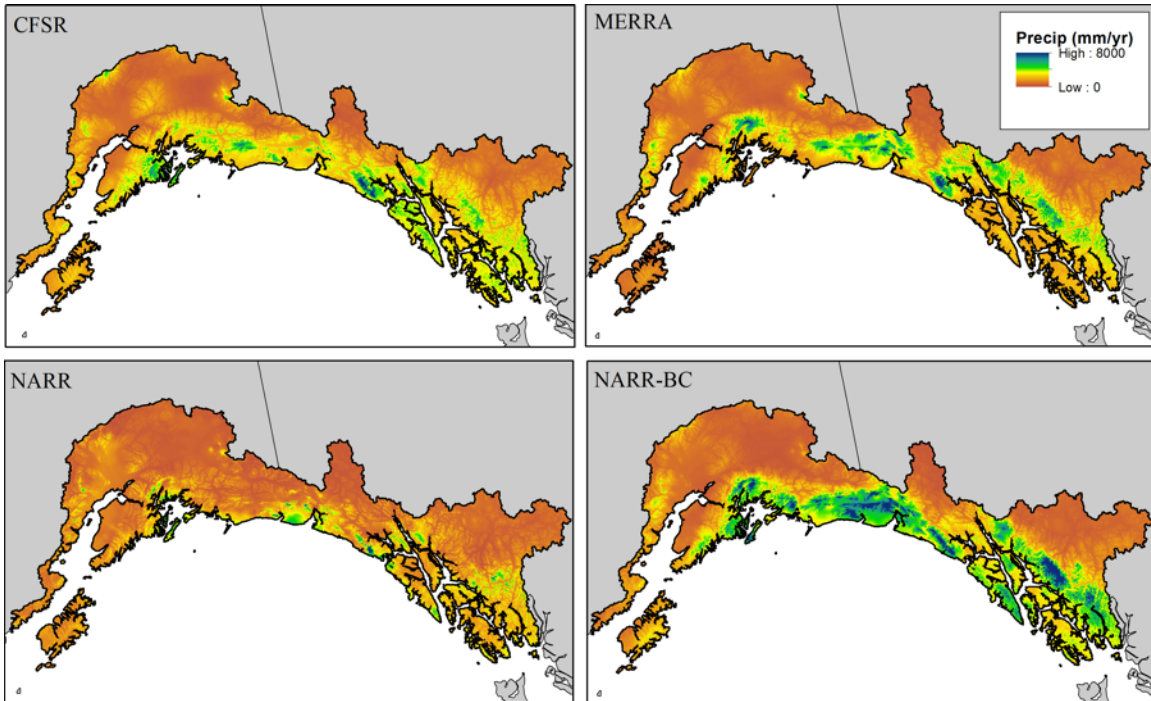 CFSR
MERRA
Precip (mm/yr)
High : 8000
Low : 0
NARR
NARR-BC